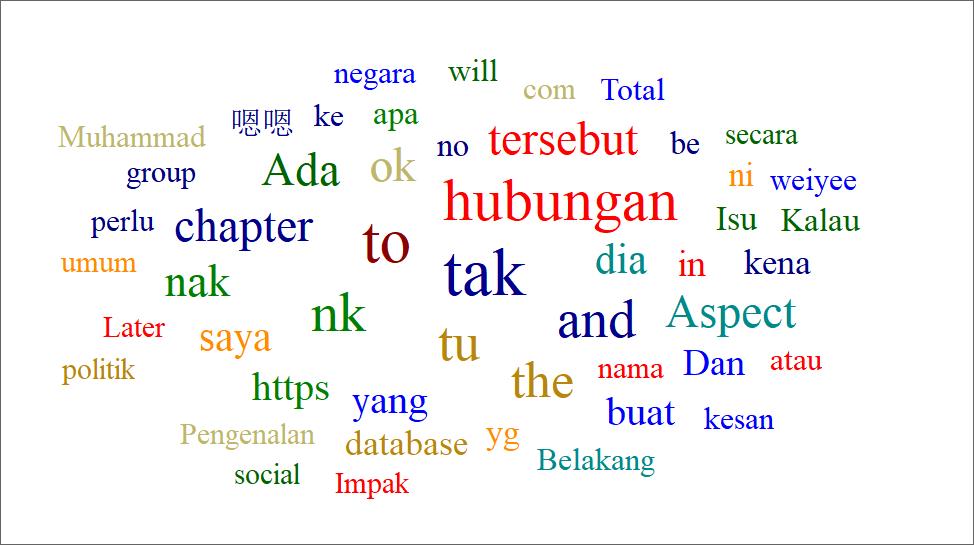 negara will
com Total
Muhammad 嗯嗯 ke apa
no tersebut be secara
group Ada ok ni weiyee
perlu chapter hubungan Isu Kalau
to
umum nak tak dia in kena
Later saya nk tu and Aspect
politik https yang the nama Dan atau
buat kesan
Pengenalan database yg Belakang
social Impak